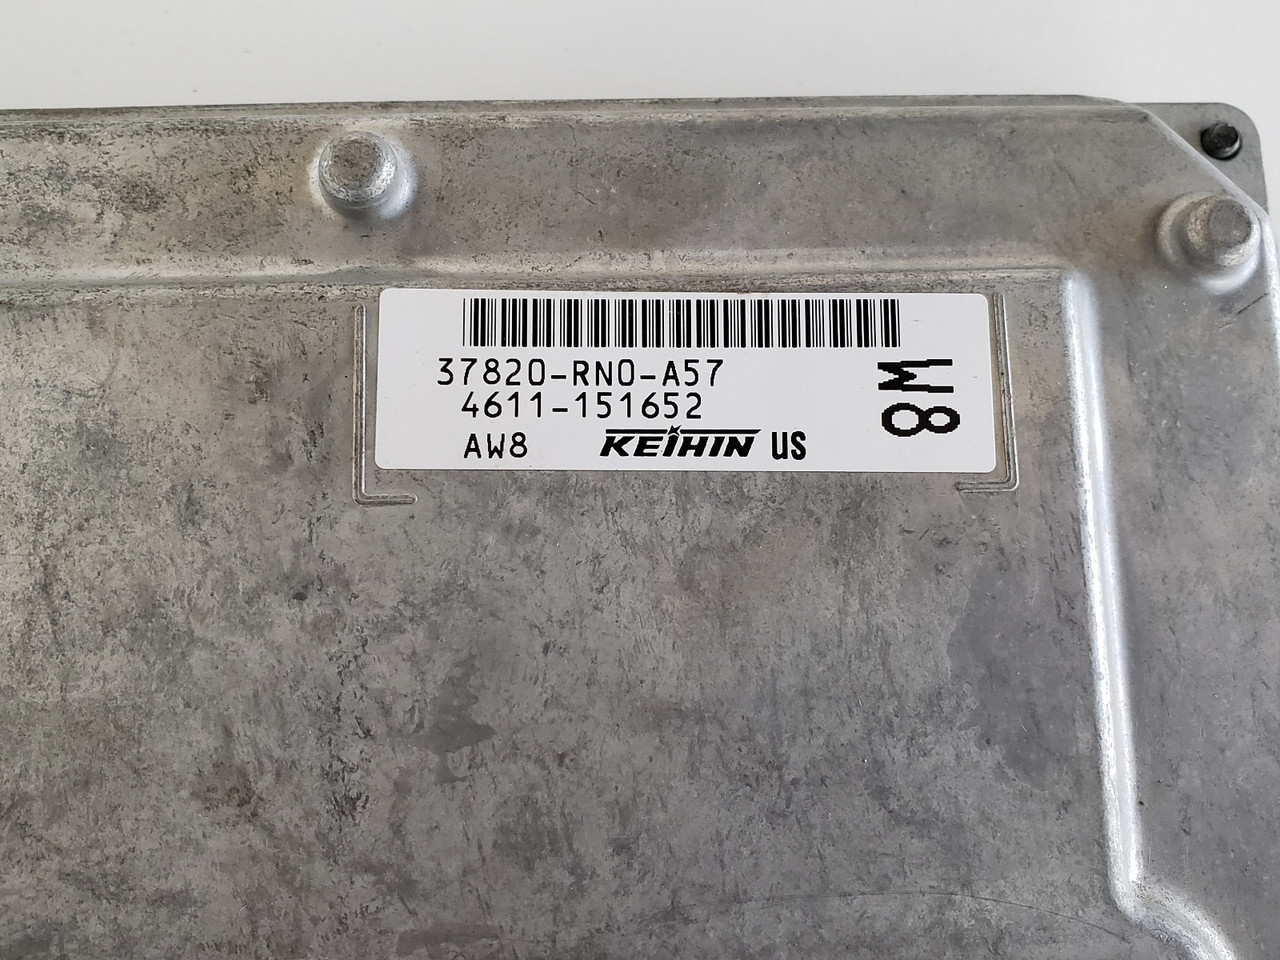 37820-RN0-A57
4611-151652
AW8 KEIHIN US
8M